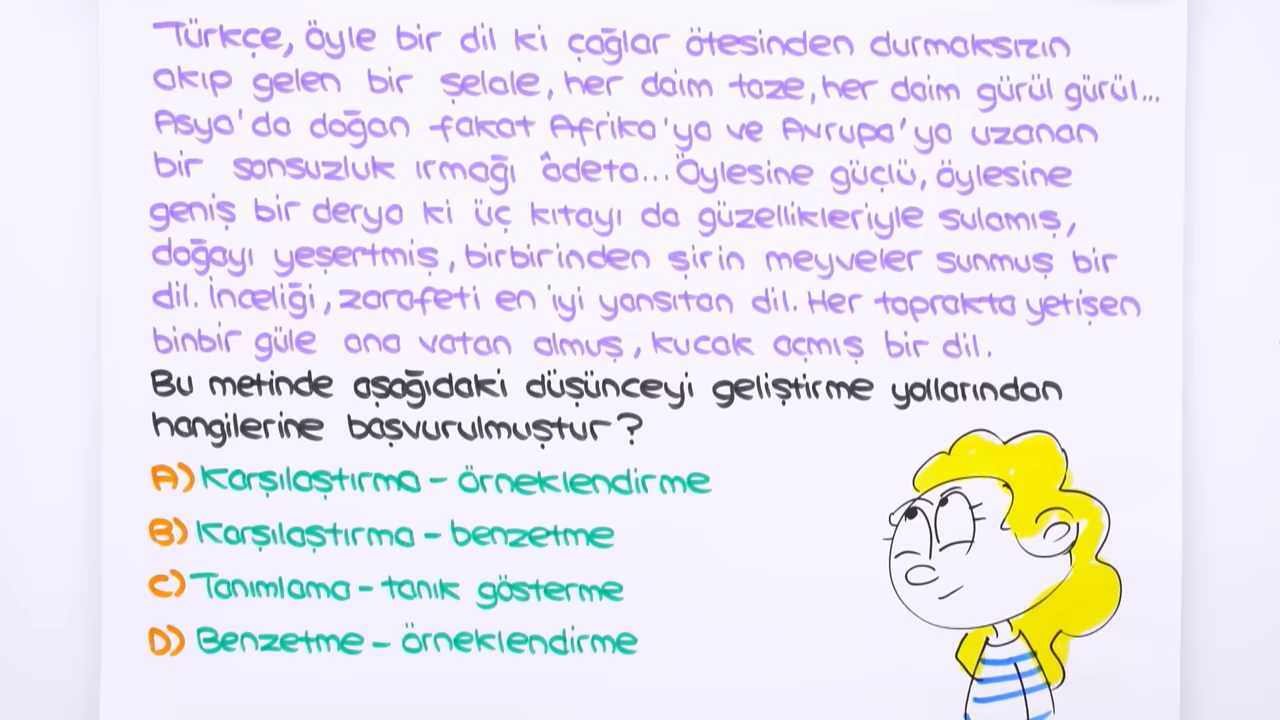 Türkçe, öyle bir dil ki çağlar ötesinden durmaksızın
akıp gelen bir şelale, her daim taze, her daim gürül gürül...
Asya'da doğan fakat Afrika'ya ve Avrupa'ya uzanan
bir sonsuzluk ırmağı âdeta... Öylesine güçlü, öylesine
geniş bir derya ki üç kıtayı da güzellikleriyle sulamış,
doğayı yeşertmiş, birbirinden şirin meyveler sunmuş bir
dil. İnceliği, zarafeti en iyi yansıtan dil. Her toprakta yetişen
binbir güle ana vatan olmuş, kucak açmış bir dil.
Bu metinde aşağıdaki düşünceyi geliştirme yollarından
hangilerine başvurulmuştur?
A) Karşılaştırma - örneklendirme
B) Karşılaştırma - benzetme
C) Tanımlama - tanık gösterme
D) Benzetme - örneklendirme